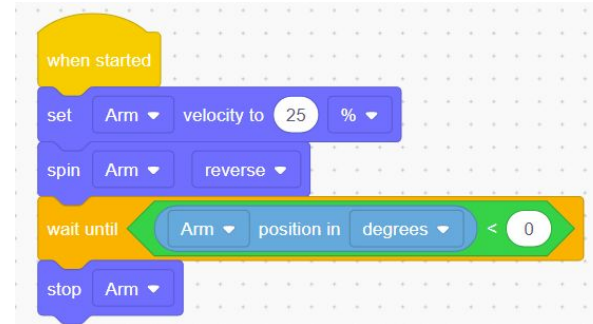 when started
set Arm velocity to 25 %
spin Arm reverse
wait until Arm position in degrees < 0
stop Arm